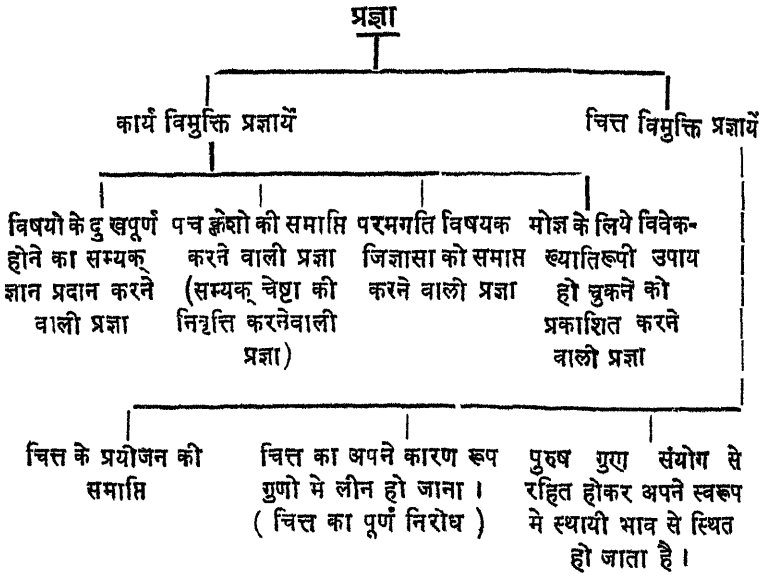 प्रज्ञा
कार्य विमुक्ति प्रज्ञायें
चित्त विमुक्ति प्रज्ञायें
विषयो के दु खपूर्ण
होने का सम्यक्
ज्ञान प्रदान करने
वाली प्रज्ञा
पच क्लेशो की समाप्ति
करने वाली प्रज्ञा
(सम्यक् चेष्टा की
निवृत्ति करनेवाली
प्रज्ञा)
परमगति विषयक
जिज्ञासा को समाप्त
करने वाली प्रज्ञा
मोक्ष के लिये विवेक-
ख्यातिरूपी उपाय
हो चुकने को
प्रकाशित करने
वाली प्रज्ञा
चित्त के प्रयोजन की
समाप्ति
चित्त का अपने कारण रूप
गुणो मे लीन हो जाना ।
( चित्त का पूर्ण निरोध )
पुरुष गुण संयोग से
रहित होकर अपने स्वरूप
मे स्थायी भाव से स्थित
हो जाता है ।